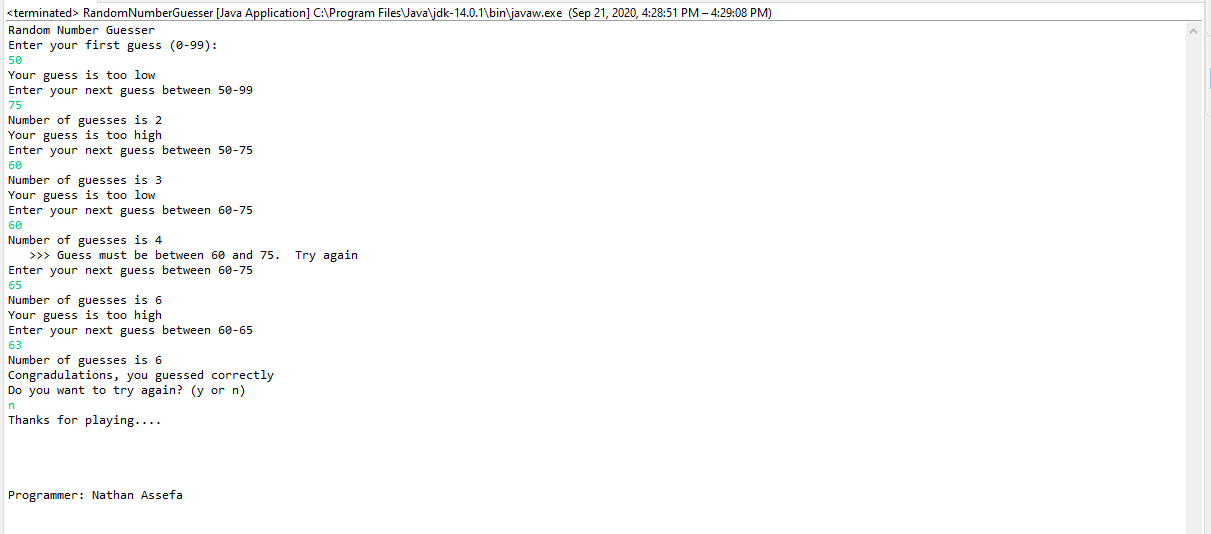 <terminated> RandomNumberGuesser [Java Application] C:\Program Files\Java\jdk-14.0.1\bin\javaw.exe (Sep 21, 2020, 4:28:51 PM – 4:29:08 PM)
Random Number Guesser
Enter your first guess (0-99):
50
Your guess is too low
Enter your next guess between 50-99
75
Number of guesses is 2
Your guess is too high
Enter your next guess between 50-75
60
Number of guesses is 3
Your guess is too low
Enter your next guess between 60-75
60
Number of guesses is 4
   >>> Guess must be between 60 and 75.  Try again
Enter your next guess between 60-75
65
Number of guesses is 6
Your guess is too high
Enter your next guess between 60-65
63
Number of guesses is 6
Congradulations, you guessed correctly
Do you want to try again? (y or n)
n
Thanks for playing....
Programmer: Nathan Assefa